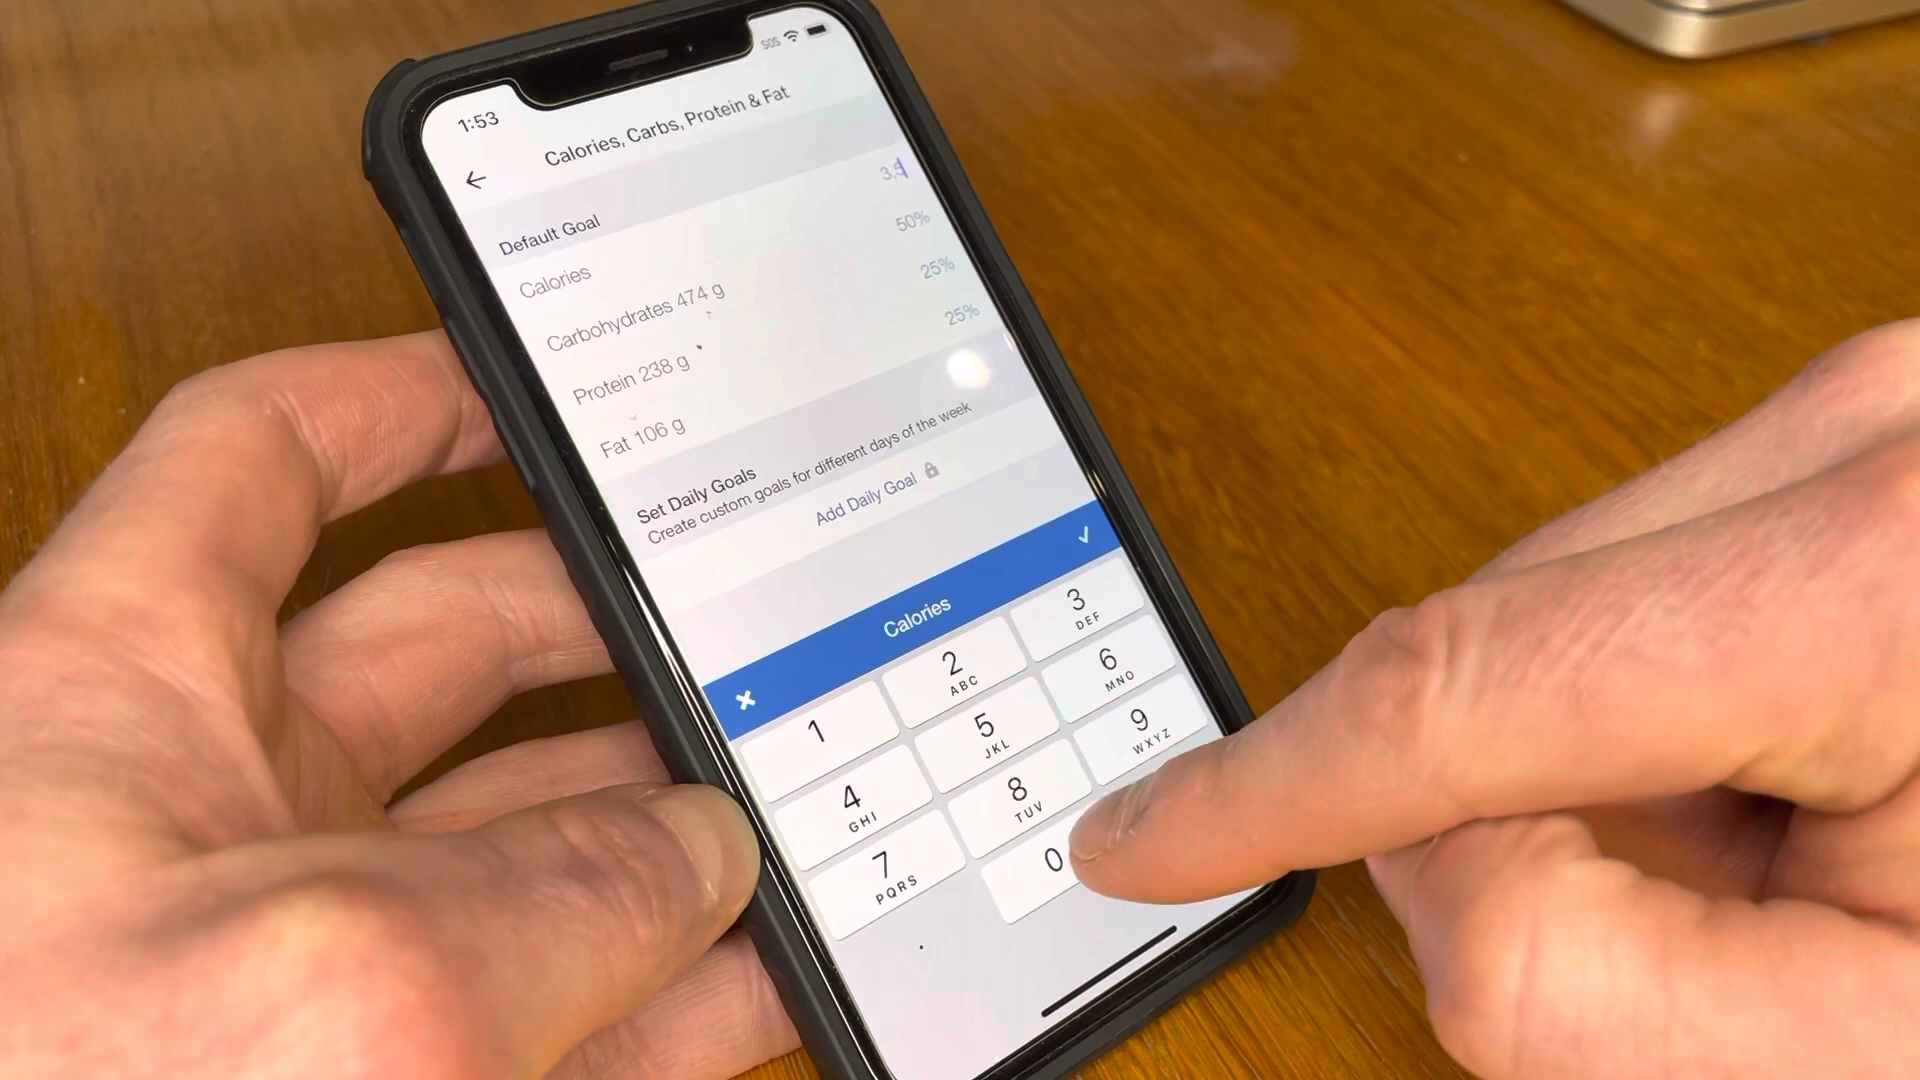 1:53
SOS
Calories, Carbs, Protein & Fat
Default Goal
Calories
Carbohydrates 474 g 50%
Protein 238 g 25%
Fat 106 g 25%
Set Daily Goals
Create custom goals for different days of the week
Add Daily Goal
Calories
1
2 ABC
3 DEF
4 GHI
5 JKL
6 MNO
7 PQRS
8 TUV
9 WXYZ
.
0